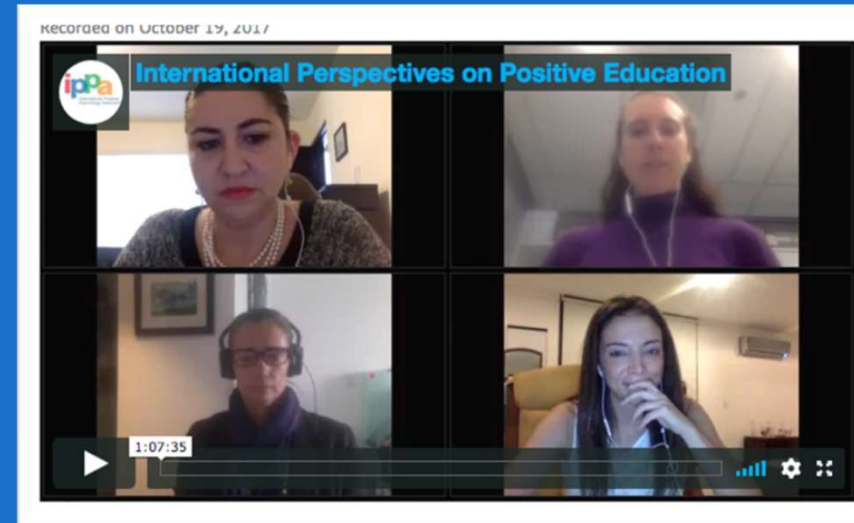 Recorded on October 19, 2017
International Perspectives on Positive Education
ippa
1:07:35